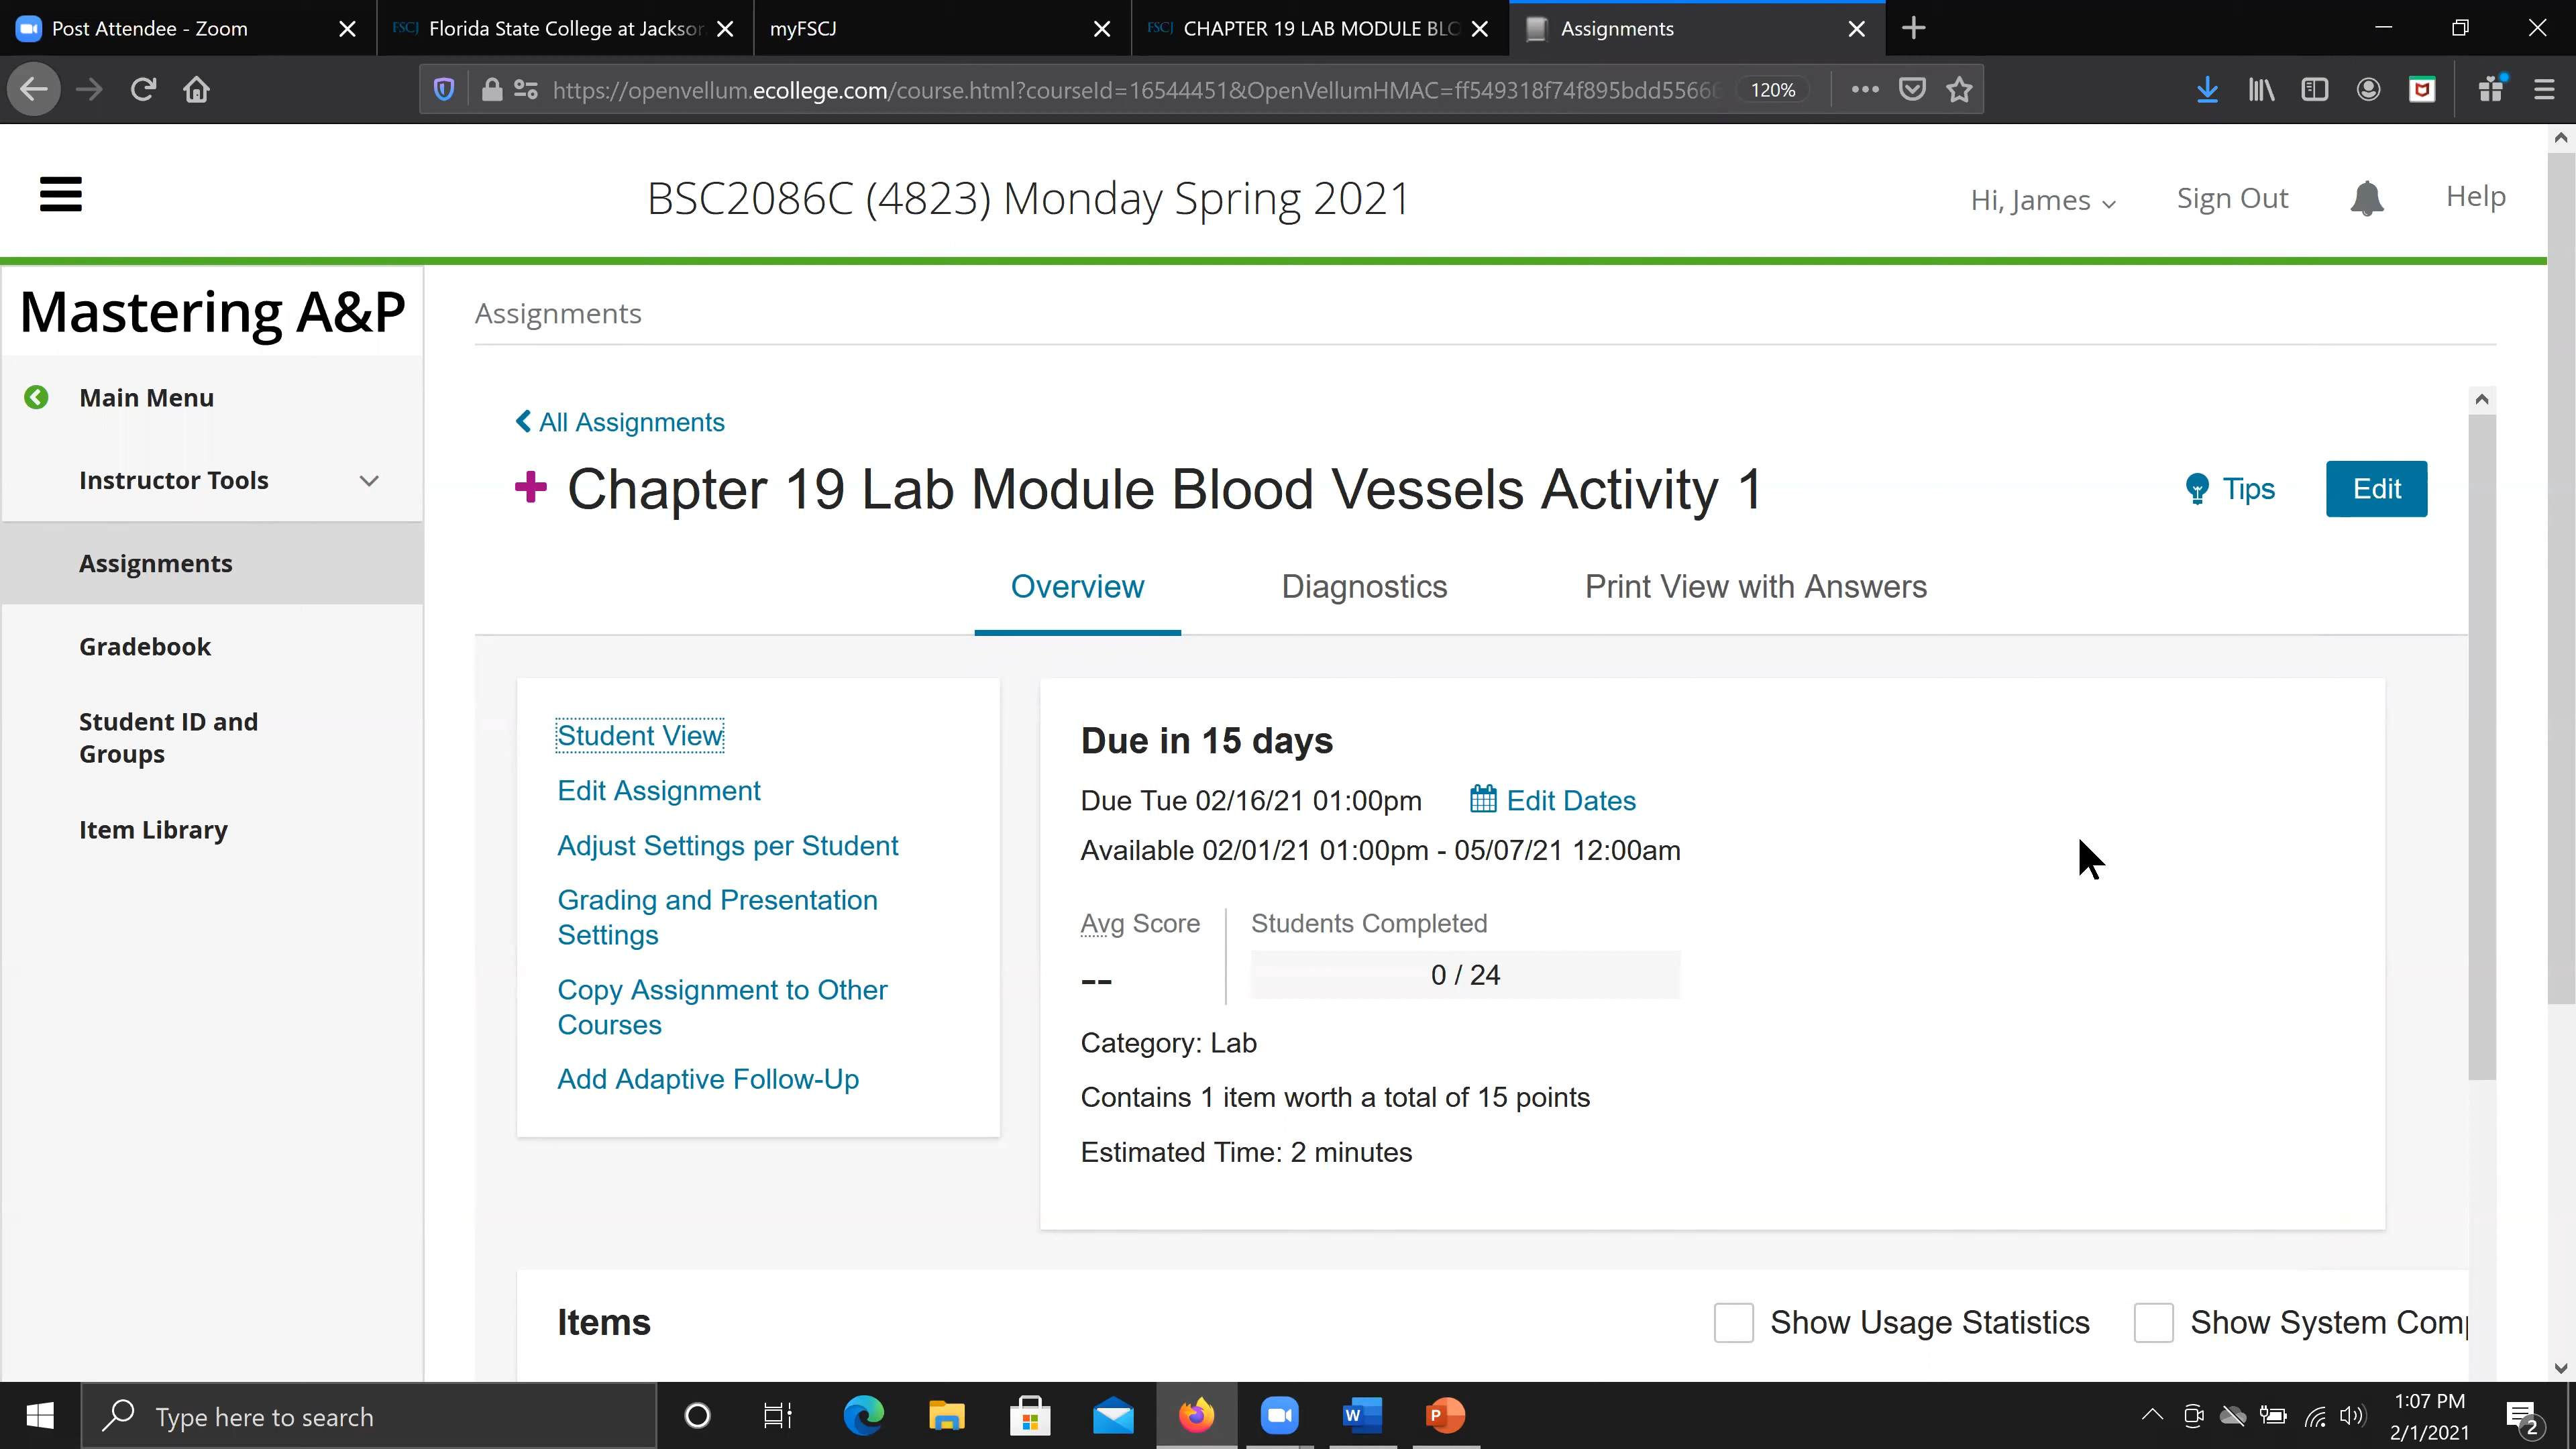 Post Attendee - Zoom
FSCJ Florida State College at Jackson
myFSCJ
FSCJ CHAPTER 19 LAB MODULE BLO
Assignments
https://openvellum.ecollege.com/course.html?courseId=16544451&OpenVellumHMAC=ff549318f74f895bdd5566
120%
BSC2086C (4823) Monday Spring 2021
Hi, James
Sign Out
Help
Mastering A&P
Main Menu
Instructor Tools
Assignments
Gradebook
Student ID and
Groups
Item Library
Assignments
All Assignments
Chapter 19 Lab Module Blood Vessels Activity 1
Tips
Edit
Overview
Diagnostics
Print View with Answers
Student View
Edit Assignment
Adjust Settings per Student
Grading and Presentation
Settings
Copy Assignment to Other
Courses
Add Adaptive Follow-Up
Due in 15 days
Due Tue 02/16/21 01:00pm
Edit Dates
Available 02/01/21 01:00pm - 05/07/21 12:00am
Avg Score
Students Completed
--
0 / 24
Category: Lab
Contains 1 item worth a total of 15 points
Estimated Time: 2 minutes
Items
Show Usage Statistics
Show System Comp
Type here to search
1:07 PM
2/1/2021
2